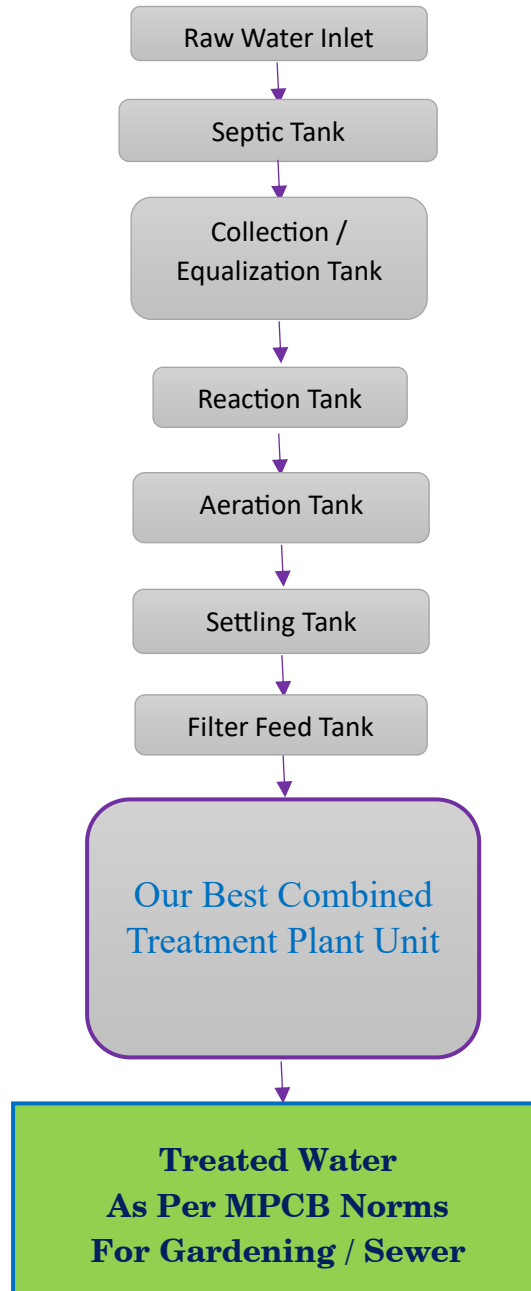 Raw Water Inlet
Septic Tank
Collection /
Equalization Tank
Reaction Tank
Aeration Tank
Settling Tank
Filter Feed Tank
Our Best Combined
Treatment Plant Unit
Treated Water
As Per MPCB Norms
For Gardening / Sewer